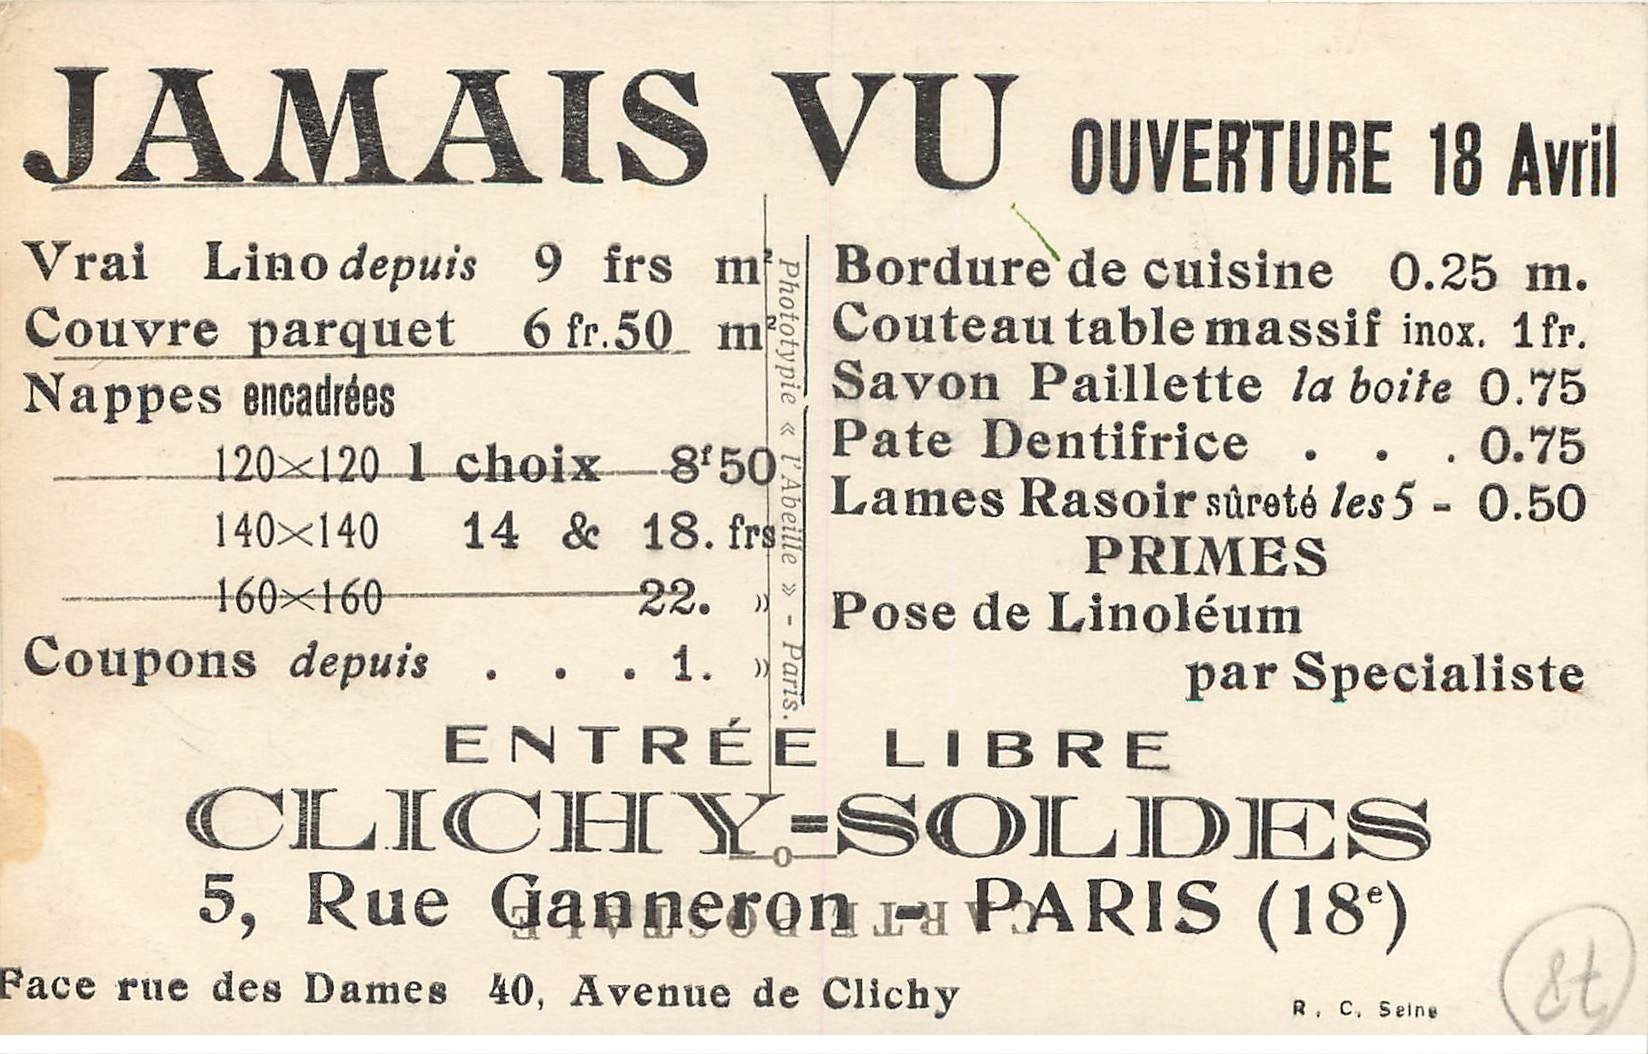 JAMAIS VU OUVERTURE 18 Avril
Vrai Lino depuis 9 frs m²
Couvre parquet 6 fr. 50 m²
Nappes encadrées
120×120 1 choix 8f50
140×140 14 & 18. frs
160×160 22. »
Coupons depuis . . . 1. »
Phototypie « l'Abeille » - Paris.
Bordure de cuisine 0.25 m.
Couteau table massif inox. 1 fr.
Savon Paillette la boite 0.75
Pate Dentifrice . . . 0.75
Lames Rasoir sûreté les 5 - 0.50
PRIMES
Pose de Linoléum
par Specialiste
ENTRÉE LIBRE
CLICHY=SOLDES
5, Rue Ganneron - PARIS (18e)
CARTE POSTALE
Face rue des Dames 40, Avenue de Clichy
R. C. Seine